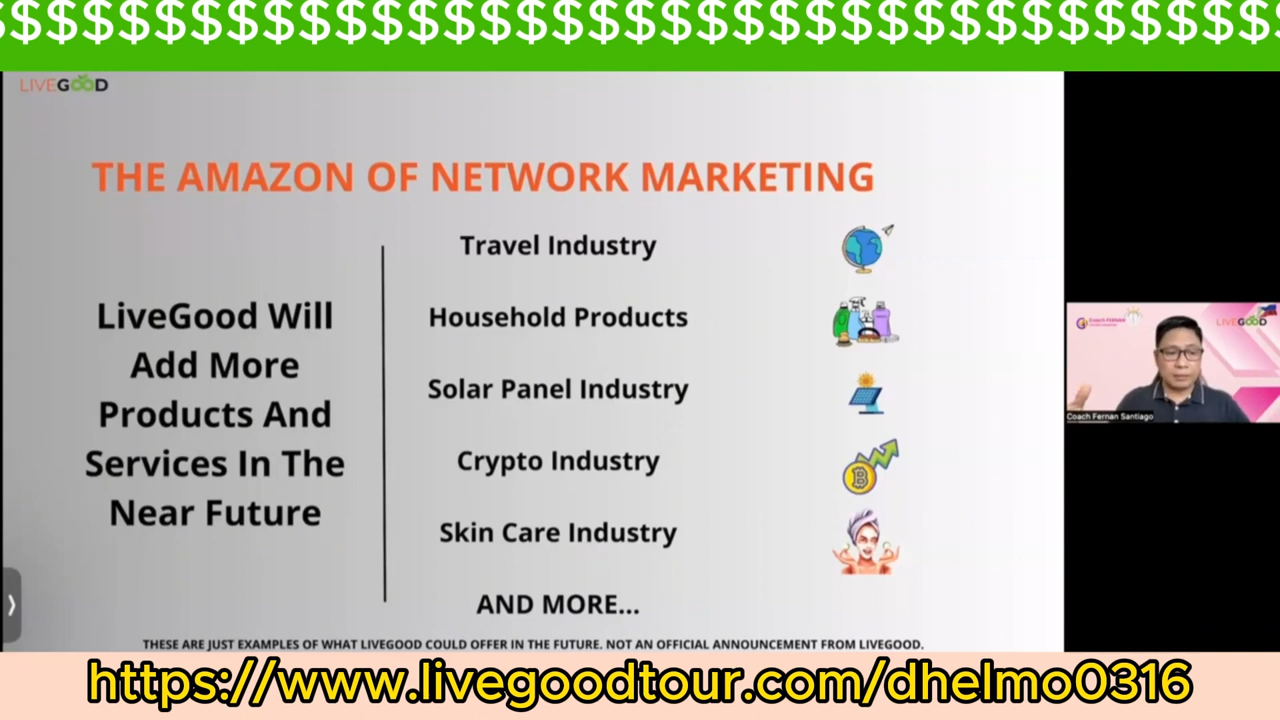 $$$$$$$$$$$$$$$$$$$$$$$$$$$$$$$$$$
LIVEGOOD
THE AMAZON OF NETWORK MARKETING
LiveGood Will
Add More
Products And
Services In The
Near Future
Travel Industry
Household Products
Solar Panel Industry
Crypto Industry
Skin Care Industry
AND MORE...
THESE ARE JUST EXAMPLES OF WHAT LIVEGOOD COULD OFFER IN THE FUTURE. NOT AN OFFICIAL ANNOUNCEMENT FROM LIVEGOOD.
Coach FERNAN
LIVEGOOD
Coach Fernan Santiago
https://www.livegoodtour.com/dhelmo0316